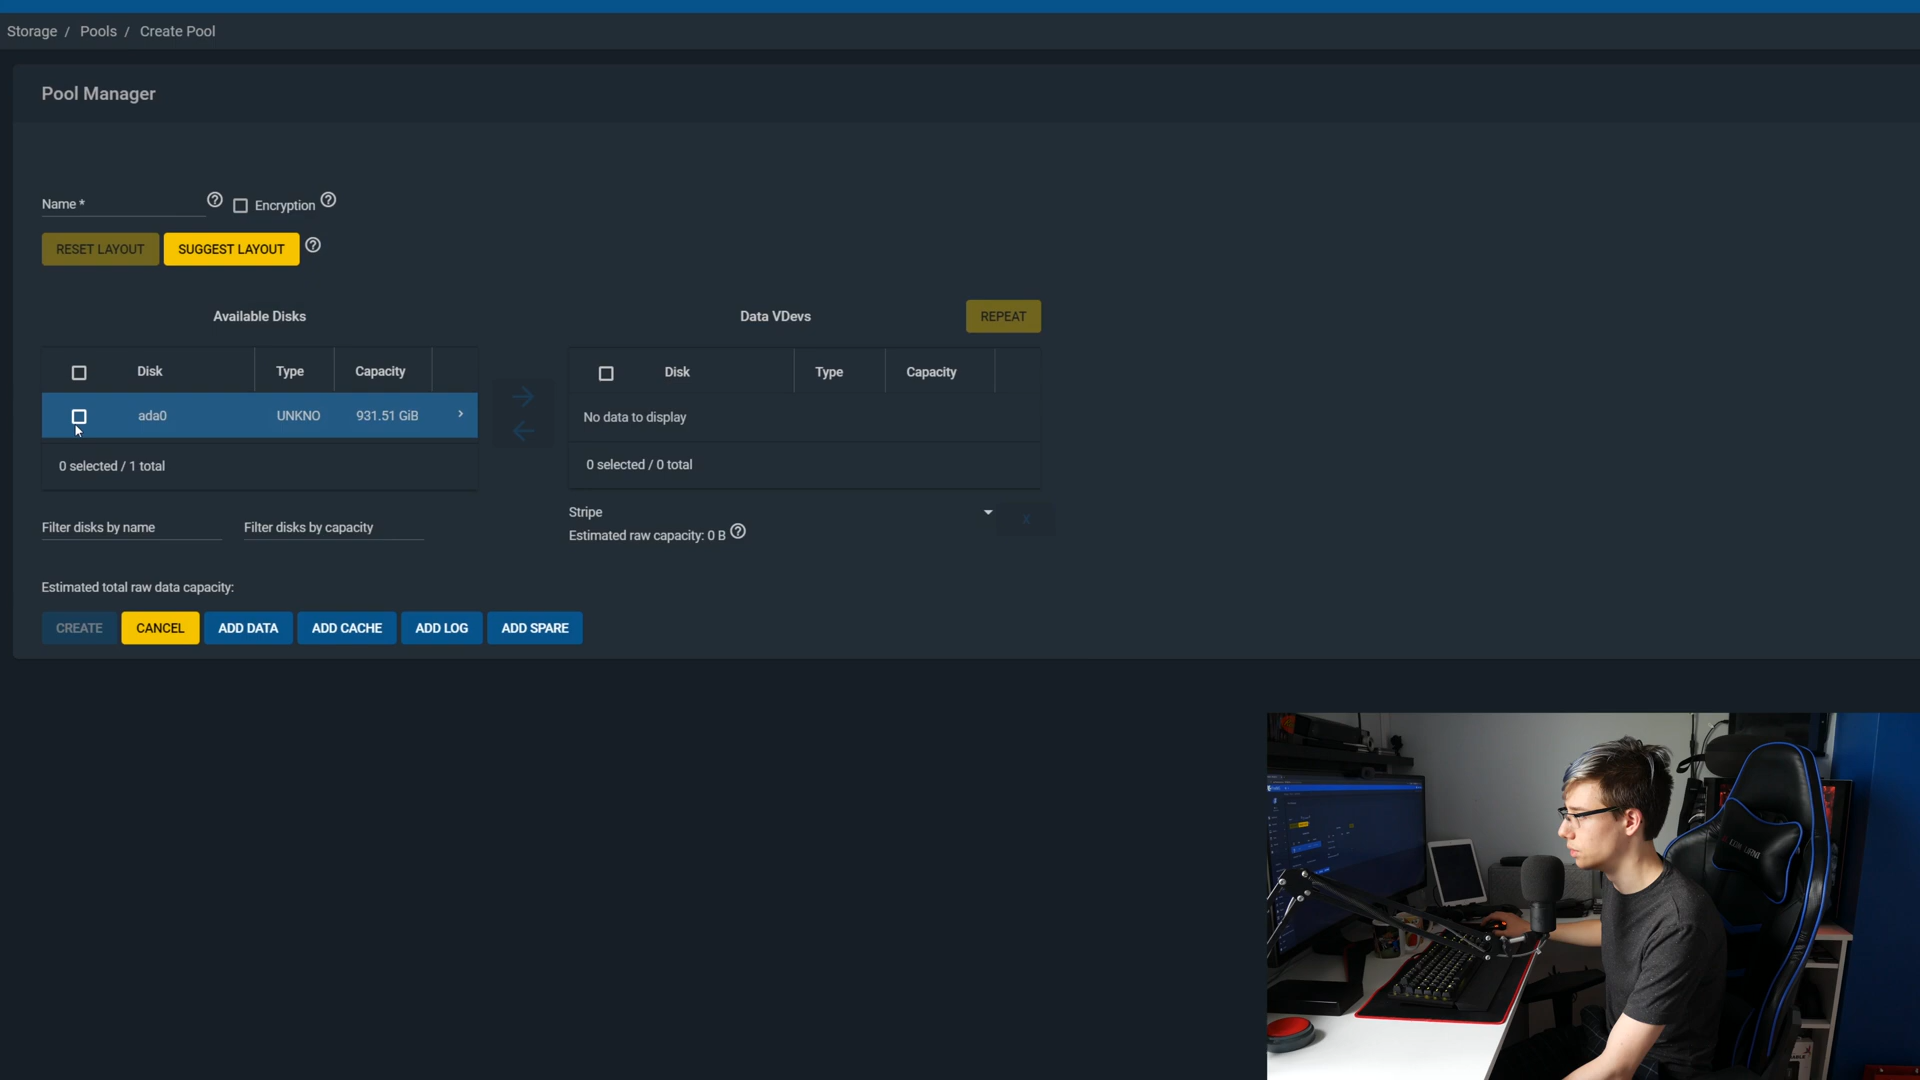 Storage / Pools / Create Pool
Pool Manager
Name * Encryption
RESET LAYOUT SUGGEST LAYOUT
Available Disks
Disk Type Capacity
ada0 UNKNO 931.51 GiB
0 selected / 1 total
Filter disks by name Filter disks by capacity
Data VDevs REPEAT
Disk Type Capacity
No data to display
0 selected / 0 total
Stripe
X
Estimated raw capacity: 0 B
Estimated total raw data capacity:
CREATE CANCEL ADD DATA ADD CACHE ADD LOG ADD SPARE